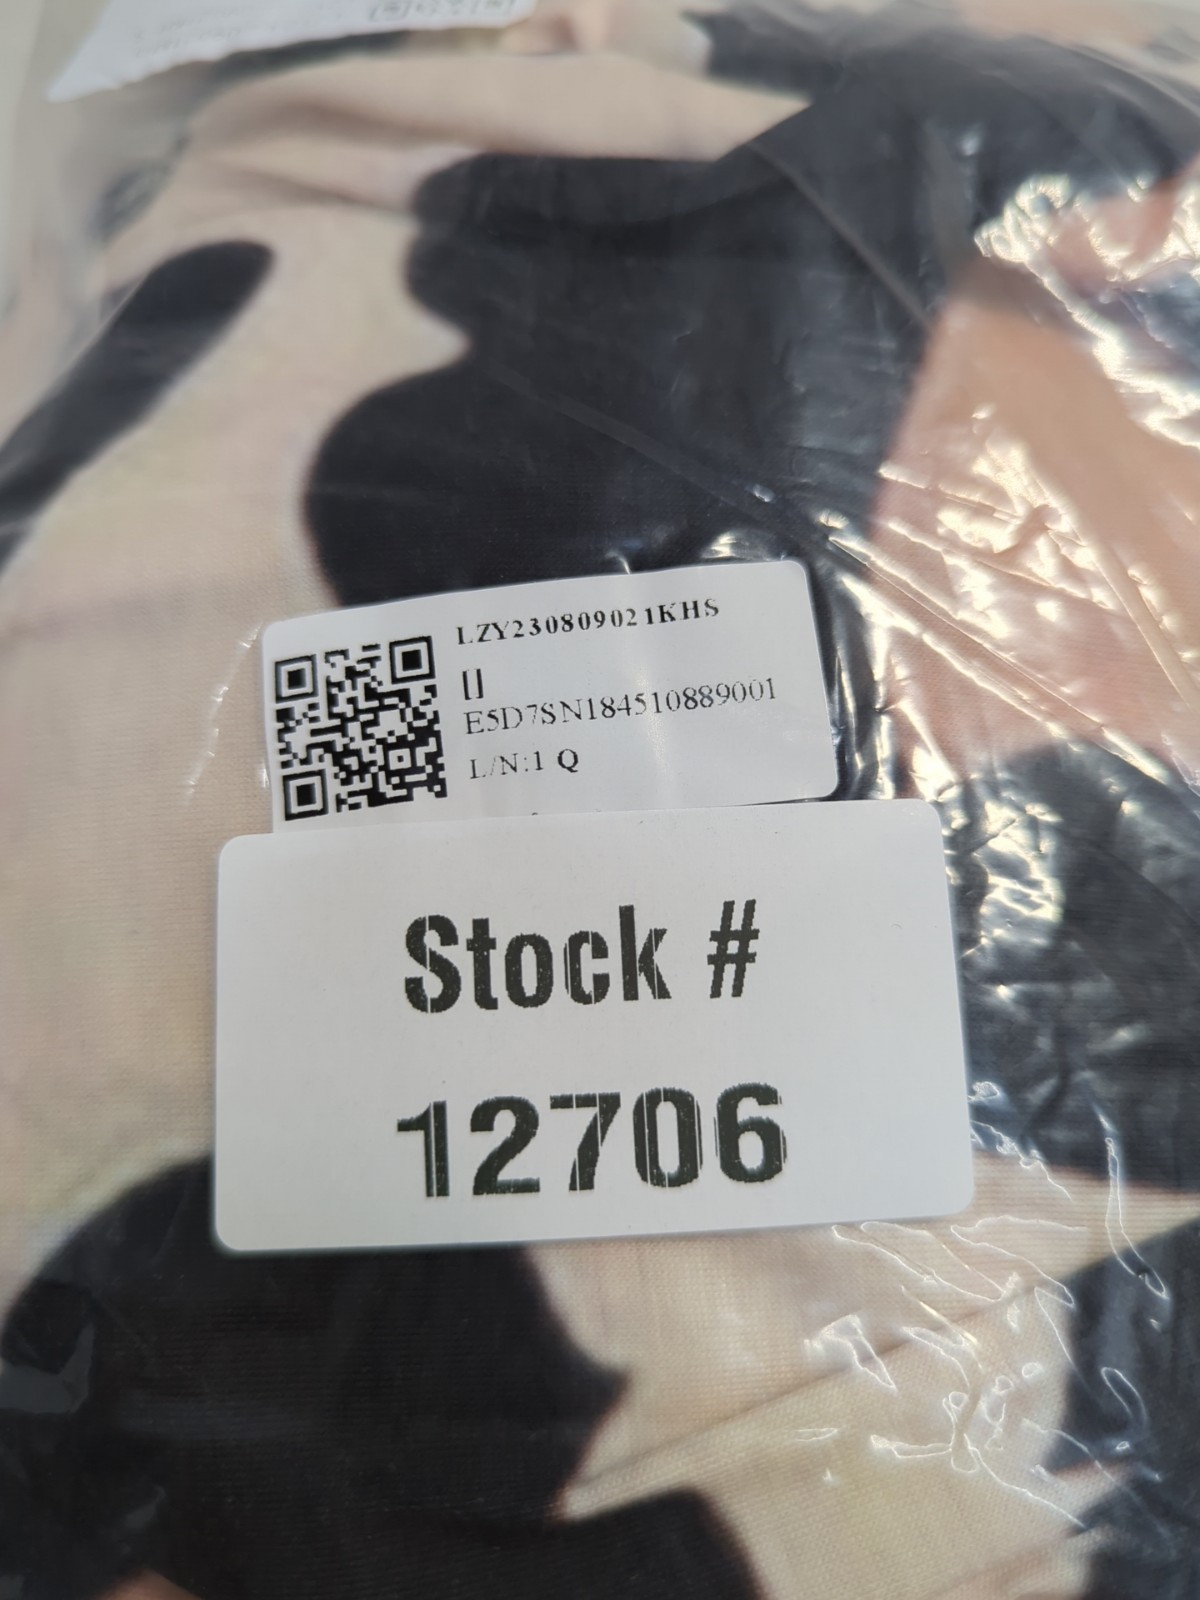 LZY230809021KHS
[]
E5D7SN184510889001
L/N:1 Q
Stock #
12706